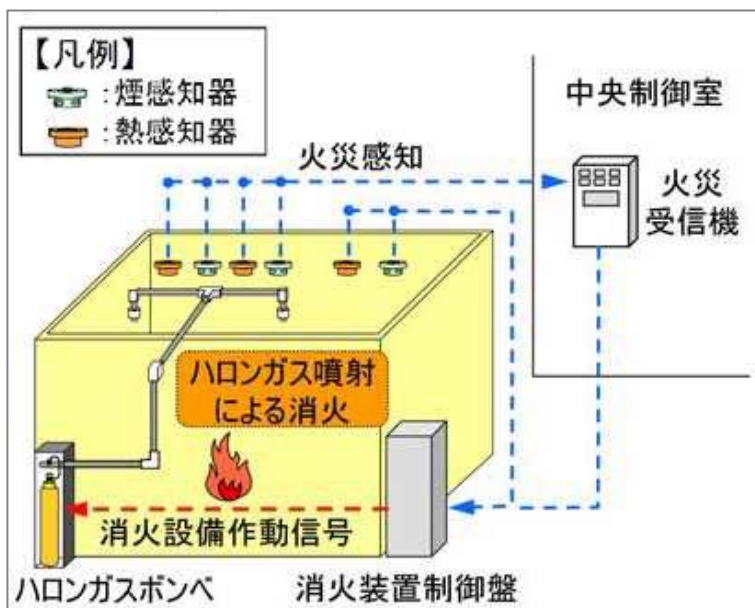 【凡例】
:煙感知器
:熱感知器
火災感知
中央制御室
火災
受信機
ハロンガス噴射
による消火
消火設備作動信号
ハロンガスボンベ
消火装置制御盤